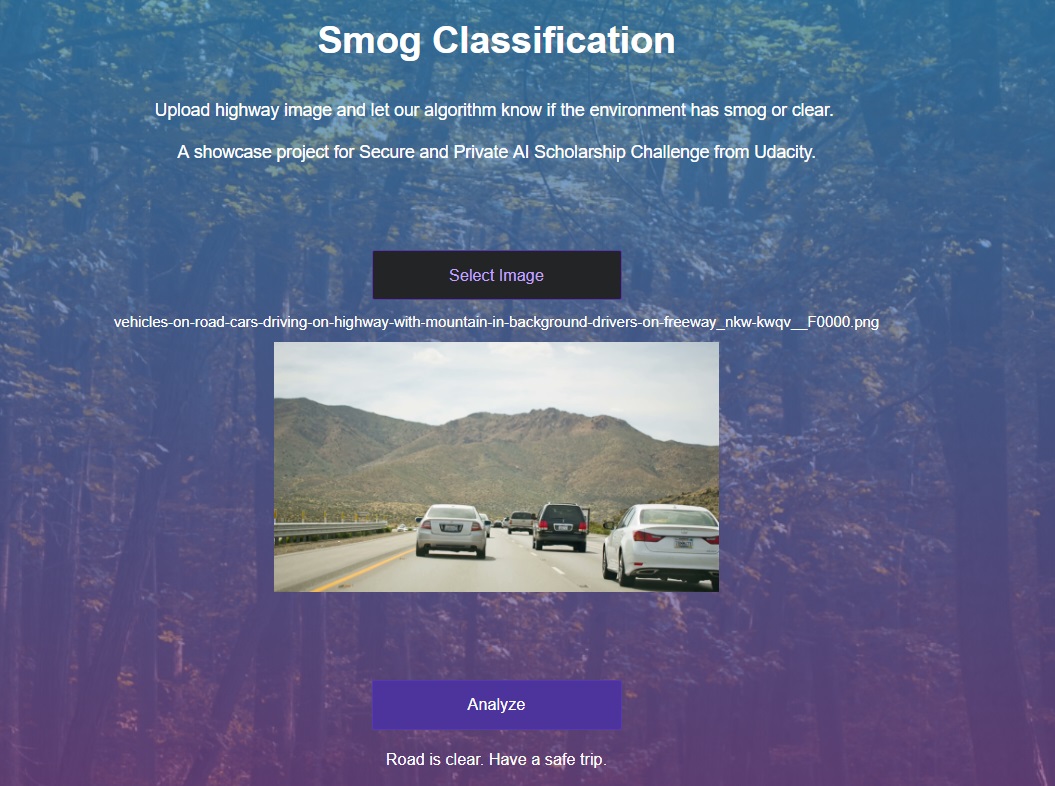 Smog Classification
Upload highway image and let our algorithm know if the environment has smog or clear.
A showcase project for Secure and Private AI Scholarship Challenge from Udacity.
Select Image
vehicles-on-road-cars-driving-on-highway-with-mountain-in-background-drivers-on-freeway_nkw-kwqv__F0000.png
Analyze
Road is clear. Have a safe trip.